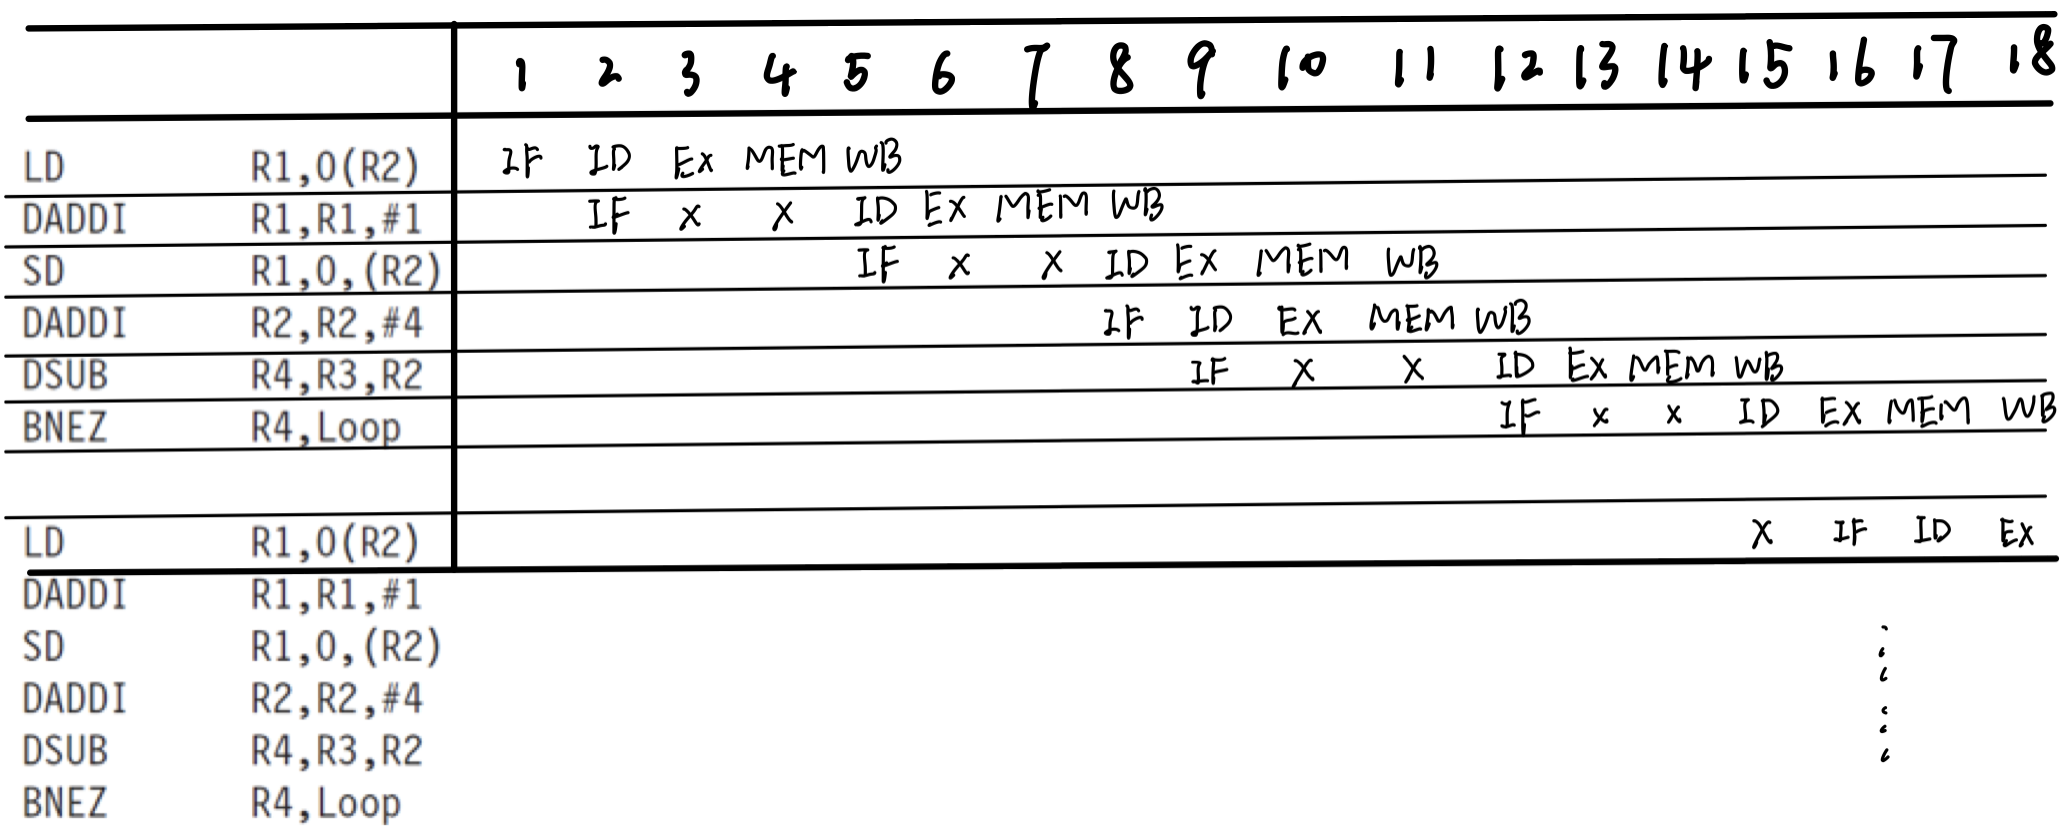 1 2 3 4 5 6 7 8 9 10 11 12 13 14 15 16 17 18
LD R1,0(R2) IF ID EX MEM WB
DADDI R1,R1,#1 IF X X ID EX MEM WB
SD R1,0,(R2) IF X X ID EX MEM WB
DADDI R2,R2,#4 IF ID EX MEM WB
DSUB R4,R3,R2 IF X X ID EX MEM WB
BNEZ R4,Loop IF X X ID EX MEM WB
LD R1,0(R2) X IF ID EX
DADDI R1,R1,#1
SD R1,0,(R2)
DADDI R2,R2,#4
DSUB R4,R3,R2
BNEZ R4,Loop